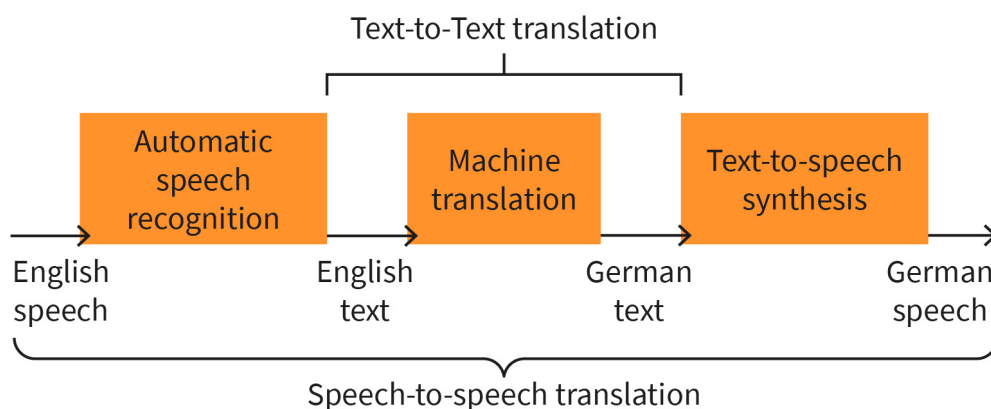 Text-to-Text translation
Automatic
speech
recognition
Machine
translation
Text-to-speech
synthesis
English
speech
English
text
German
text
German
speech
Speech-to-speech translation